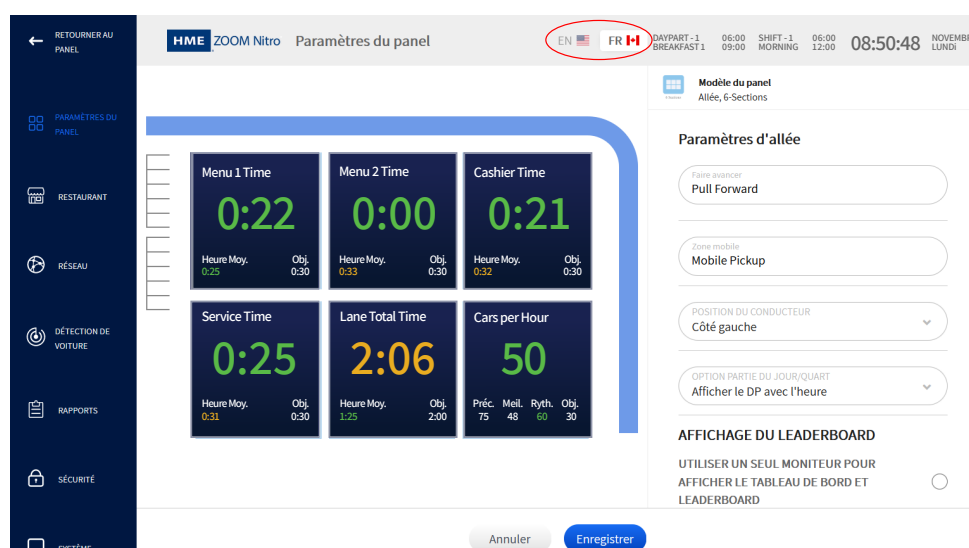 RETOURNER AU
PANEL
HME ZOOM Nitro Paramètres du panel
EN FR
DAYPART - 1 06:00 SHIFT - 1 06:00
BREAKFAST 1 09:00 MORNING 12:00
08:50:48
NOVEMB
LUNDI
Modèle du panel
Allée, 6-Sections
PARAMÈTRES DU
PANEL
RESTAURANT
RÉSEAU
DÉTECTION DE
VOITURE
RAPPORTS
SÉCURITÉ
SYSTÈME
Menu 1 Time
0:22
Heure Moy. Obj.
0:25 0:30
Menu 2 Time
0:00
Heure Moy. Obj.
0:33 0:30
Cashier Time
0:21
Heure Moy. Obj.
0:32 0:30
Service Time
0:25
Heure Moy. Obj.
0:31 0:30
Lane Total Time
2:06
Heure Moy. Obj.
1:25 2:00
Cars per Hour
50
Préc. Meil. Ryth. Obj.
75 48 60 30
Paramètres d'allée
Faire avancer
Pull Forward
Zone mobile
Mobile Pickup
POSITION DU CONDUCTEUR
Côté gauche
OPTION PARTIE DU JOUR/QUART
Afficher le DP avec l'heure
AFFICHAGE DU LEADERBOARD
UTILISER UN SEUL MONITEUR POUR
AFFICHER LE TABLEAU DE BORD ET
LEADERBOARD
Annuler Enregistrer